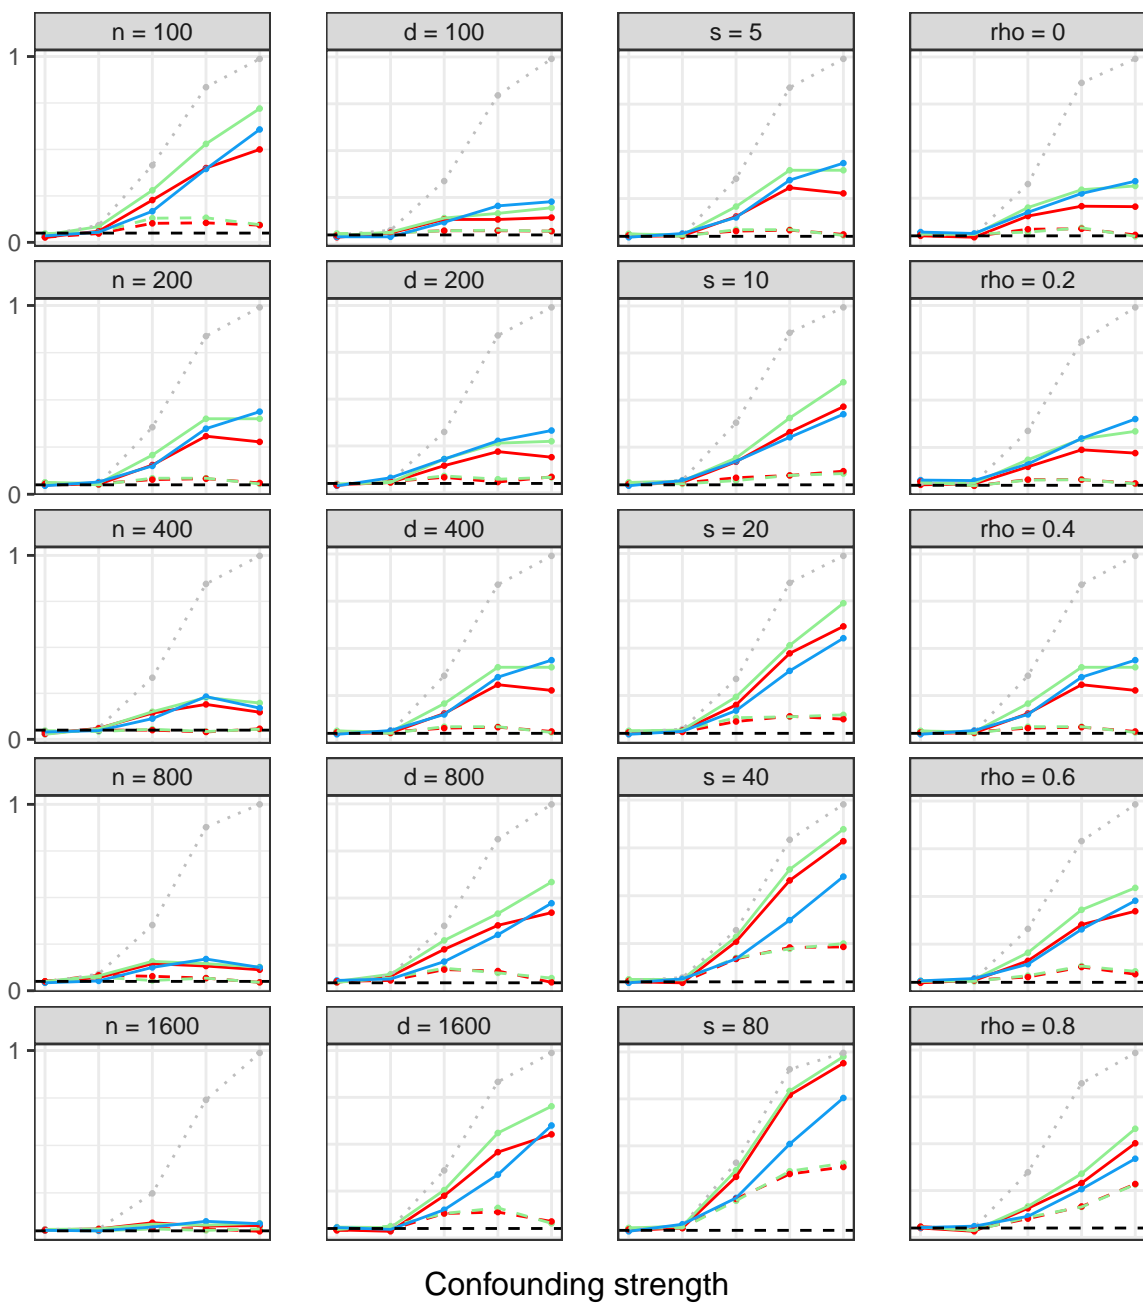 n = 100
d = 100
s = 5
rho = 0
1
0
n = 200
d = 200
s = 10
rho = 0.2
1
0
n = 400
d = 400
s = 20
rho = 0.4
1
0
n = 800
d = 800
s = 40
rho = 0.6
1
0
n = 1600
d = 1600
s = 80
rho = 0.8
1
Confounding strength